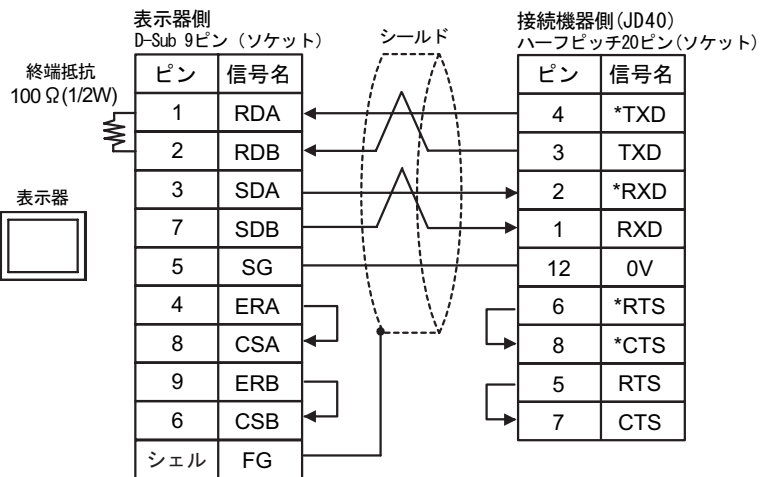 表示器側
D-Sub 9ピン（ソケット）
シールド
接続機器側(JD40)
ハーフピッチ20ピン(ソケット)
終端抵抗
100 Ω(1/2W)
表示器
ピン 信号名
1 RDA
2 RDB
3 SDA
7 SDB
5 SG
4 ERA
8 CSA
9 ERB
6 CSB
シェル FG
ピン 信号名
4 *TXD
3 TXD
2 *RXD
1 RXD
12 0V
6 *RTS
8 *CTS
5 RTS
7 CTS